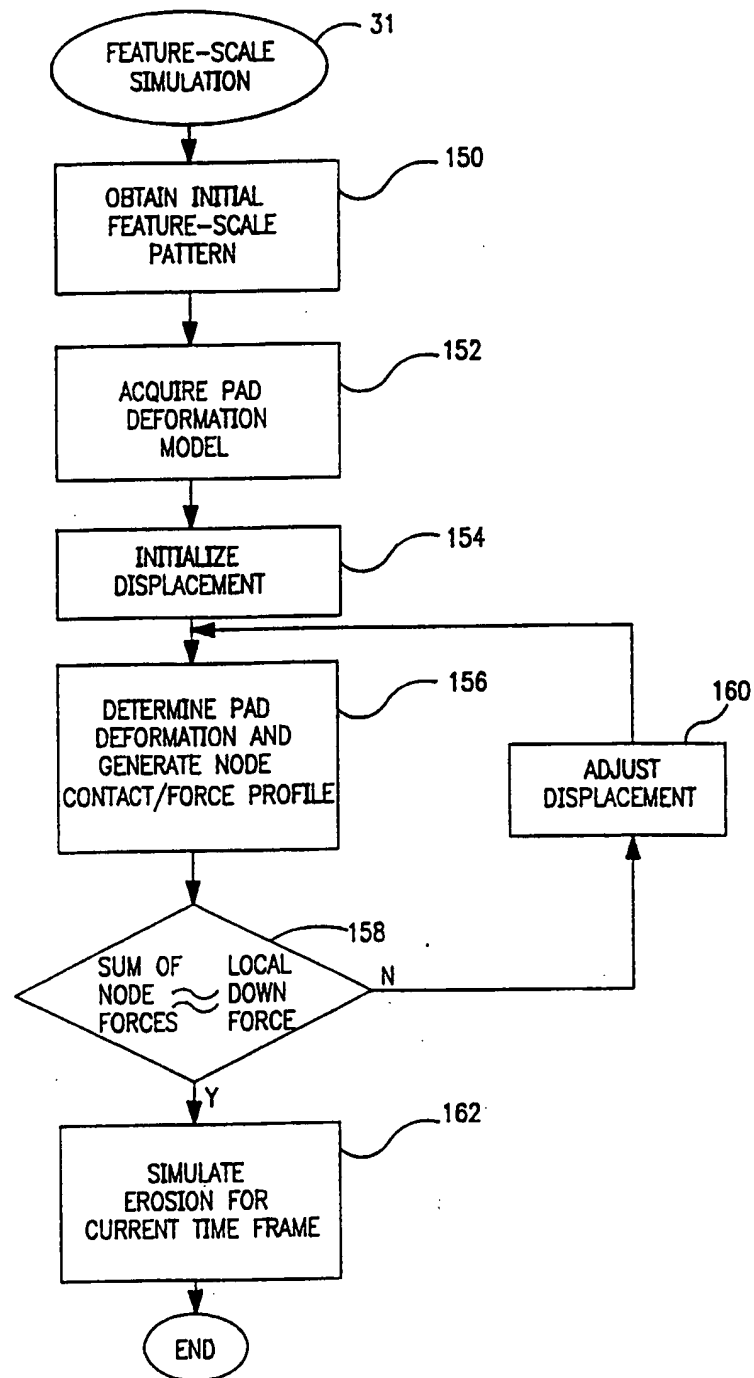 FEATURE-SCALE
SIMULATION
31
150
OBTAIN INITIAL
FEATURE-SCALE
PATTERN
152
ACQUIRE PAD
DEFORMATION
MODEL
154
INITIALIZE
DISPLACEMENT
156
DETERMINE PAD
DEFORMATION AND
GENERATE NODE
CONTACT/FORCE PROFILE
160
ADJUST
DISPLACEMENT
158
SUM OF LOCAL
NODE ≈ DOWN
FORCES FORCE
N
Y
162
SIMULATE
EROSION FOR
CURRENT TIME FRAME
END